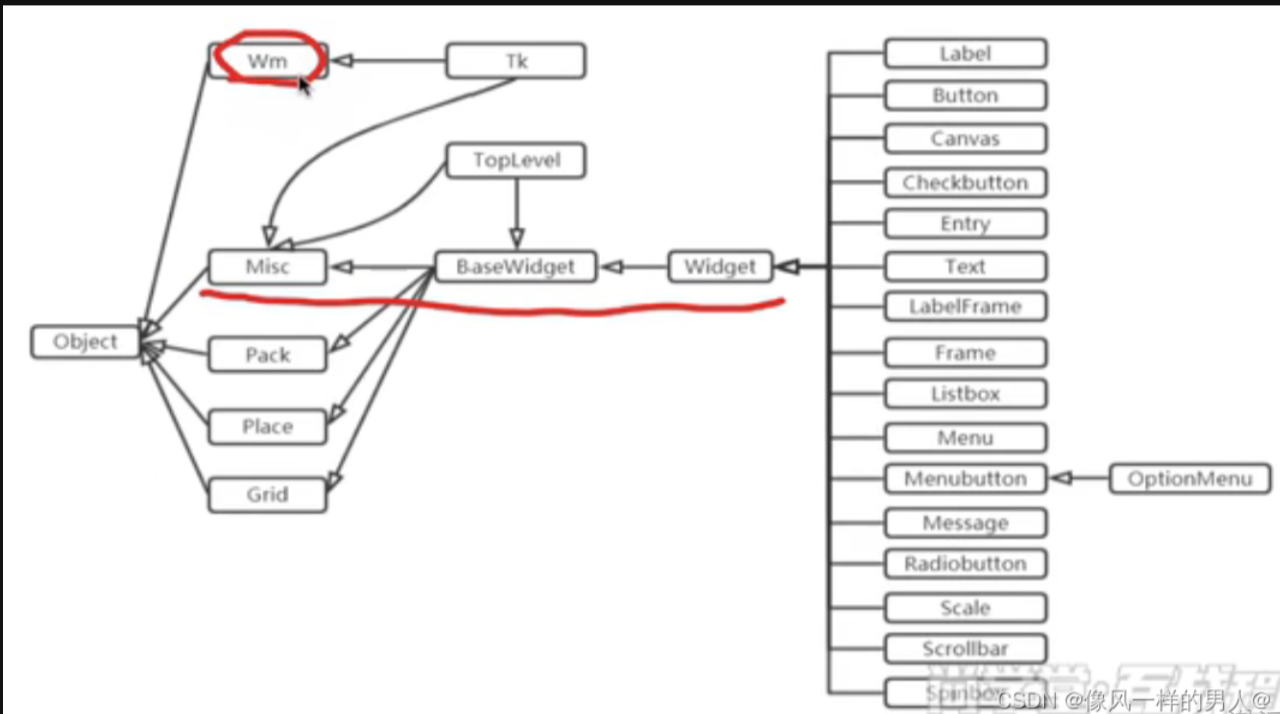 Wm
Tk
TopLevel
Misc
BaseWidget
Widget
Object
Pack
Place
Grid
Label
Button
Canvas
Checkbutton
Entry
Text
LabelFrame
Frame
Listbox
Menu
Menubutton
OptionMenu
Message
Radiobutton
Scale
Scrollbar
Spinbox
CSDN @像风一样的男人@